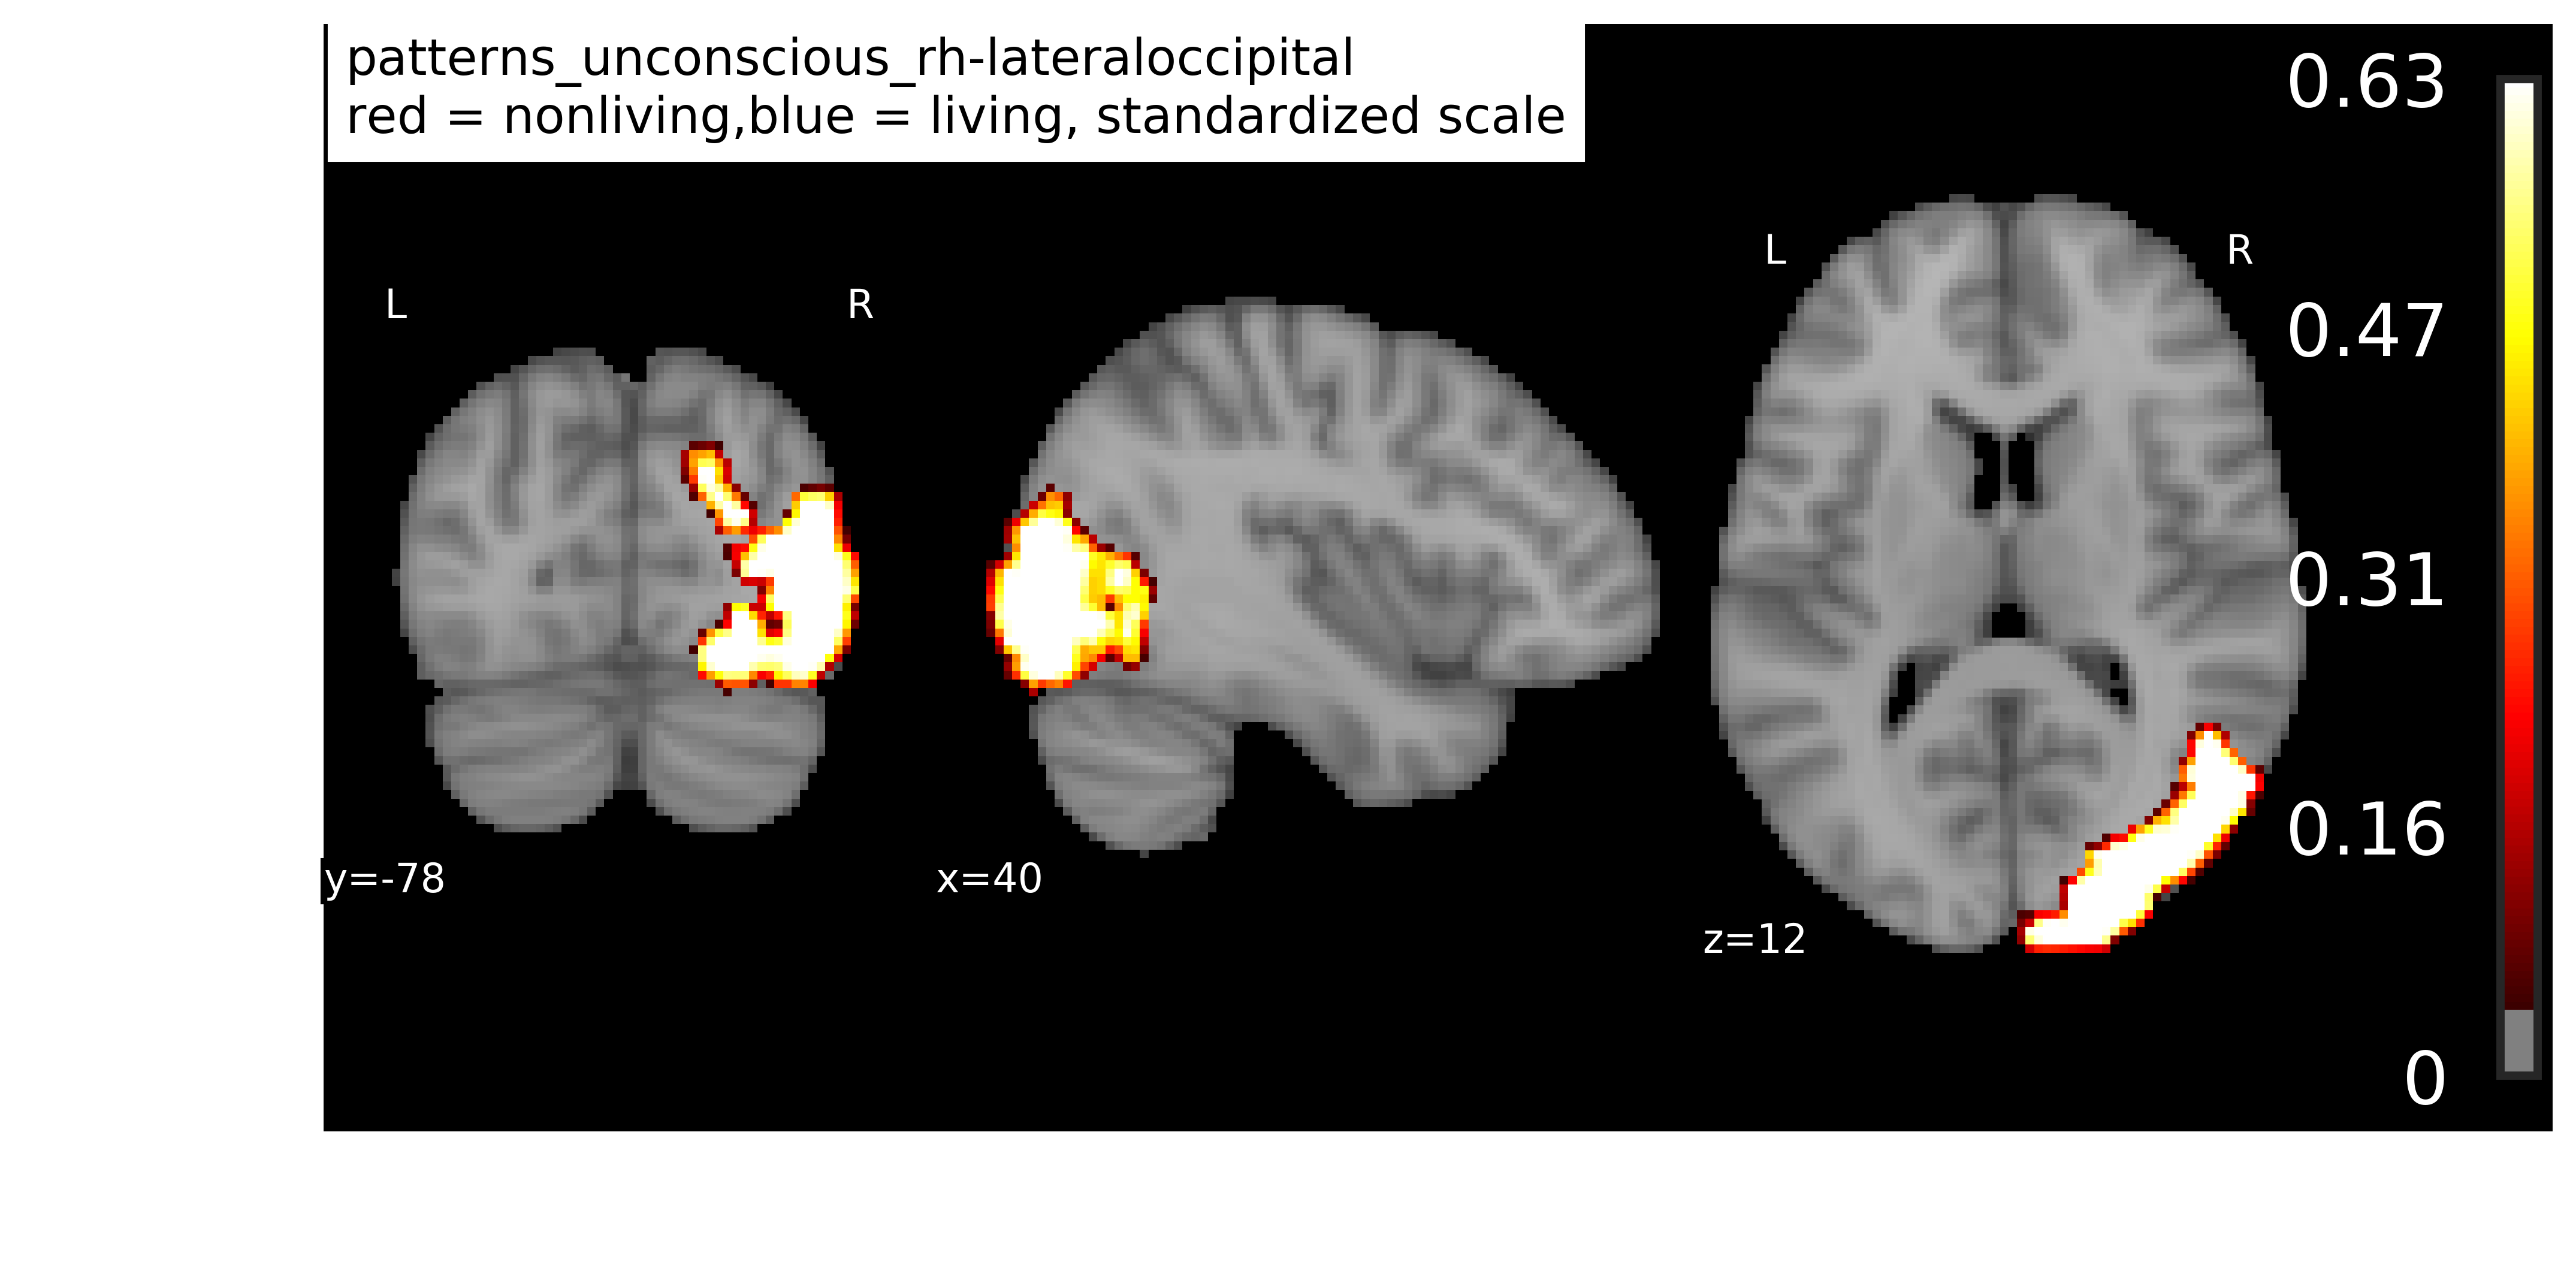 patterns_unconscious_rh-lateraloccipital
red = nonliving,blue = living, standardized scale
L R
L R
y=-78
x=40
z=12
0.63
0.47
0.31
0.16
0